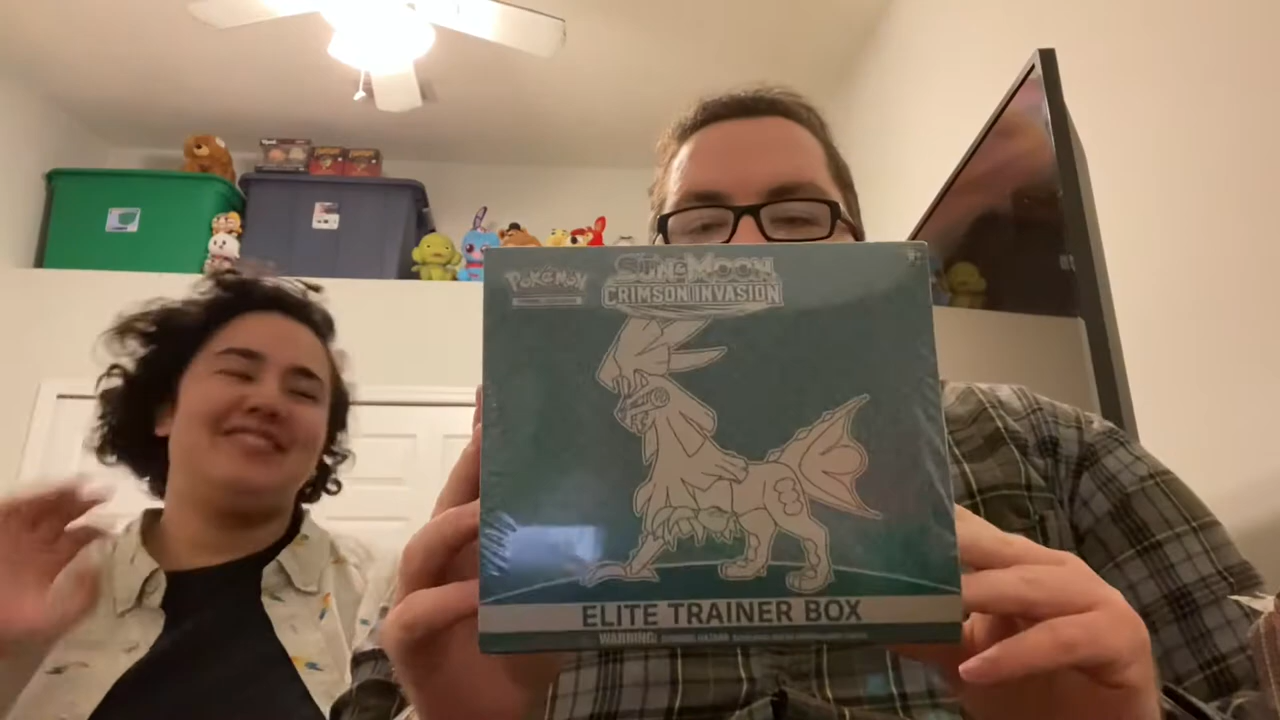 Pokémon
SUN & MOON
CRIMSON INVASION
ELITE TRAINER BOX
WARNING: